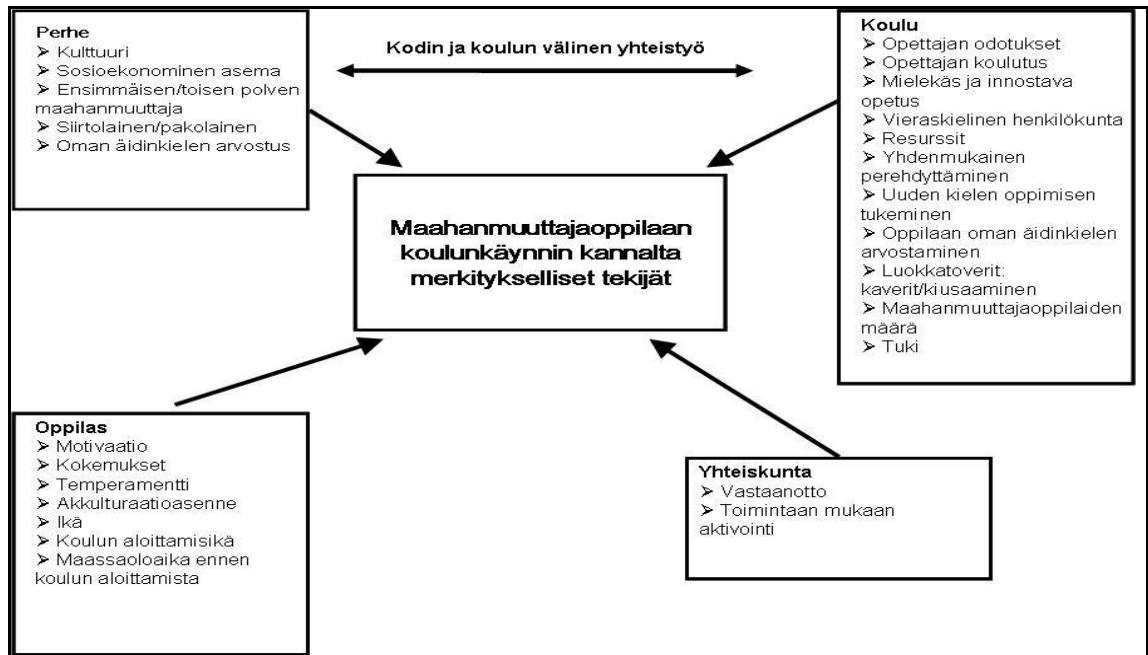 Perhe
➢ Kulttuuri
➢ Sosioekonominen asema
➢ Ensimmäisen/toisen polven
maahanmuuttaja
➢ Siirtolainen/pakolainen
➢ Oman äidinkielen arvostus
Kodin ja koulun välinen yhteistyö
Koulu
➢ Opettajan odotukset
➢ Opettajan koulutus
➢ Mielekäs ja innostava
opetus
➢ Vieraskielinen henkilökunta
➢ Resurssit
➢ Yhdenmukainen
perehdyttäminen
➢ Uuden kielen oppimisen
tukeminen
➢ Oppilaan oman äidinkielen
arvostaminen
➢ Luokkatoverit:
kaverit/kiusaaminen
➢ Maahanmuuttajaoppilaiden
määrä
➢ Tuki
Maahanmuuttajaoppilaan
koulunkäynnin kannalta
merkitykselliset tekijät
Oppilas
➢ Motivaatio
➢ Kokemukset
➢ Temperamentti
➢ Akkulturaatioasenne
➢ Ikä
➢ Koulun aloittamisikä
➢ Maassaoloaika ennen
koulun aloittamista
Yhteiskunta
➢ Vastaanotto
➢ Toimintaan mukaan
aktivointi